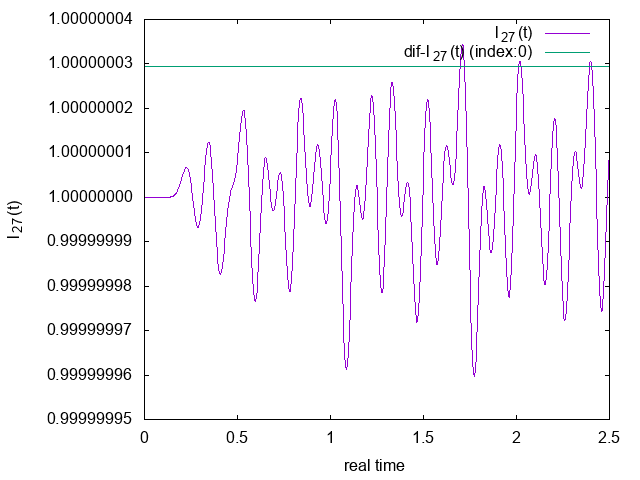 1.00000004
1.00000003
1.00000002
1.00000001
1.00000000
0.99999999
0.99999998
0.99999997
0.99999996
0.99999995
0 0.5 1 1.5 2 2.5
I27(t)
real time
I27(t)
dif-I27(t) (index:0)